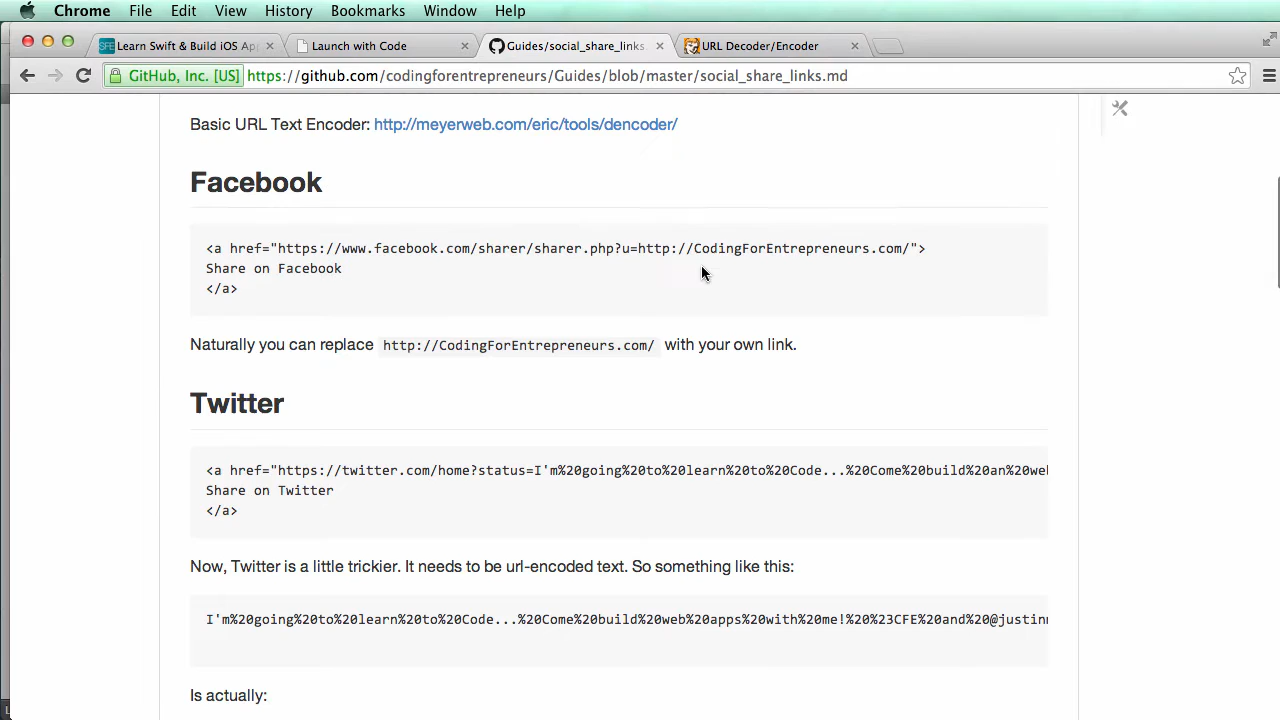 Chrome File Edit View History Bookmarks Window Help
Learn Swift & Build iOS Ap
Launch with Code
Guides/social_share_links.
URL Decoder/Encoder
GitHub, Inc. [US] https://github.com/codingforentrepreneurs/Guides/blob/master/social_share_links.md
Basic URL Text Encoder: http://meyerweb.com/eric/tools/dencoder/
Facebook
<a href="https://www.facebook.com/sharer/sharer.php?u=http://CodingForEntrepreneurs.com/">
Share on Facebook
</a>
Naturally you can replace http://CodingForEntrepreneurs.com/ with your own link.
Twitter
<a href="https://twitter.com/home?status=I'm%20going%20to%20learn%20to%20Code...%20Come%20build%20an%20web
Share on Twitter
</a>
Now, Twitter is a little trickier. It needs to be url-encoded text. So something like this:
I'm%20going%20to%20learn%20to%20Code...%20Come%20build%20web%20apps%20with%20me!%20%23CFE%20and%20@justinm
Is actually: